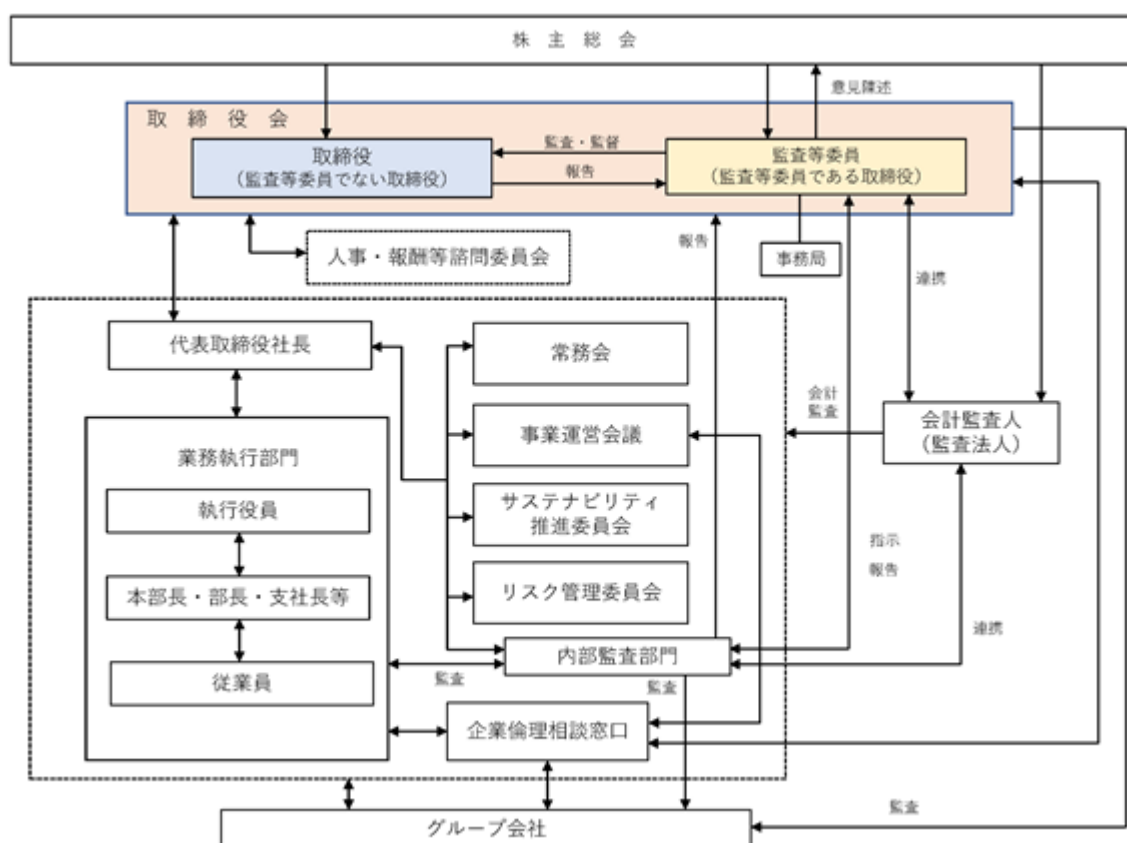 株 主 総 会
意見陳述
取 締 役 会
取締役
（監査等委員でない取締役）
監査・監督
報告
監査等委員
（監査等委員である取締役）
人事・報酬等諮問委員会
報告
事務局
連携
代表取締役社長
常務会
会計
監査
会計監査人
（監査法人）
事業運営会議
業務執行部門
執行役員
サステナビリティ
推進委員会
指示
報告
本部長・部長・支社長等
リスク管理委員会
連携
内部監査部門
従業員
監査
監査
企業倫理相談窓口
監査
グループ会社